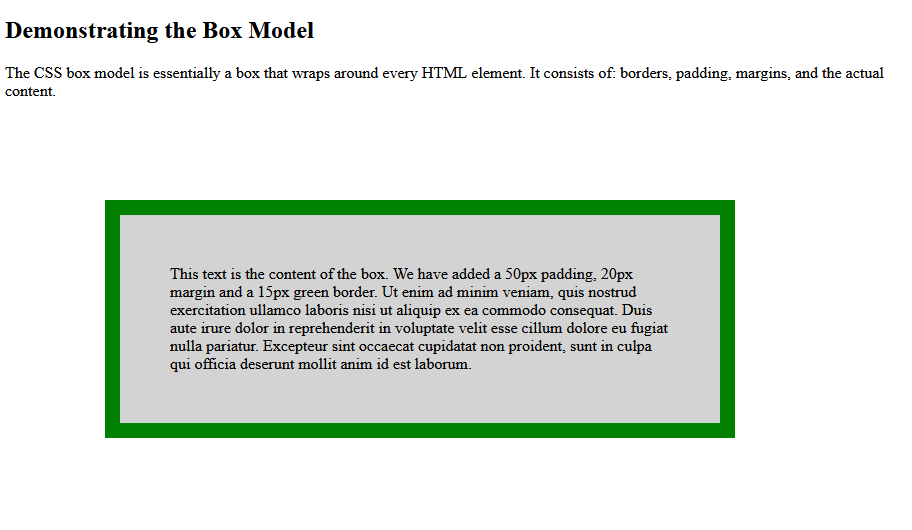 Demonstrating the Box Model
The CSS box model is essentially a box that wraps around every HTML element. It consists of: borders, padding, margins, and the actual
content.
This text is the content of the box. We have added a 50px padding, 20px
margin and a 15px green border. Ut enim ad minim veniam, quis nostrud
exercitation ullamco laboris nisi ut aliquip ex ea commodo consequat. Duis
aute irure dolor in reprehenderit in voluptate velit esse cillum dolore eu fugiat
nulla pariatur. Excepteur sint occaecat cupidatat non proident, sunt in culpa
qui officia deserunt mollit anim id est laborum.